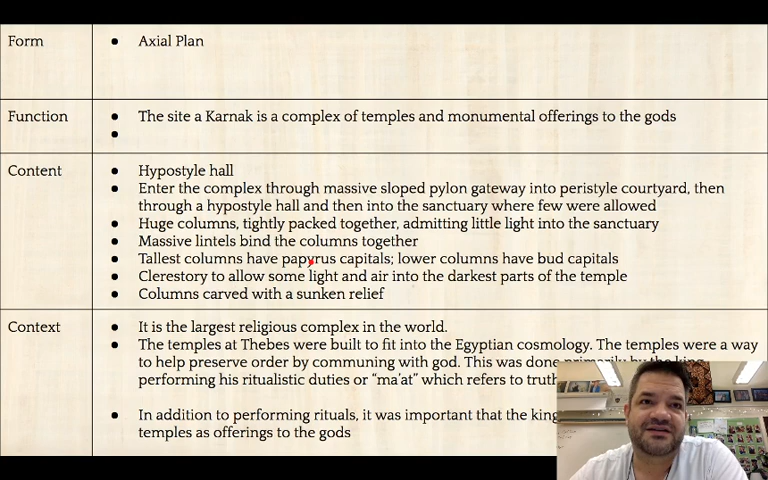 Form
• Axial Plan
Function
• The site a Karnak is a complex of temples and monumental offerings to the gods
•
Content
• Hypostyle hall
• Enter the complex through massive sloped pylon gateway into peristyle courtyard, then
through a hypostyle hall and then into the sanctuary where few were allowed
• Huge columns, tightly packed together, admitting little light into the sanctuary
• Massive lintels bind the columns together
• Tallest columns have papyrus capitals; lower columns have bud capitals
• Clerestory to allow some light and air into the darkest parts of the temple
• Columns carved with a sunken relief
Context
• It is the largest religious complex in the world.
• The temples at Thebes were built to fit into the Egyptian cosmology. The temples were a way
to help preserve order by communing with god. This was done primarily by the king
performing his ritualistic duties or “ma’at” which refers to truth
• In addition to performing rituals, it was important that the king
temples as offerings to the gods